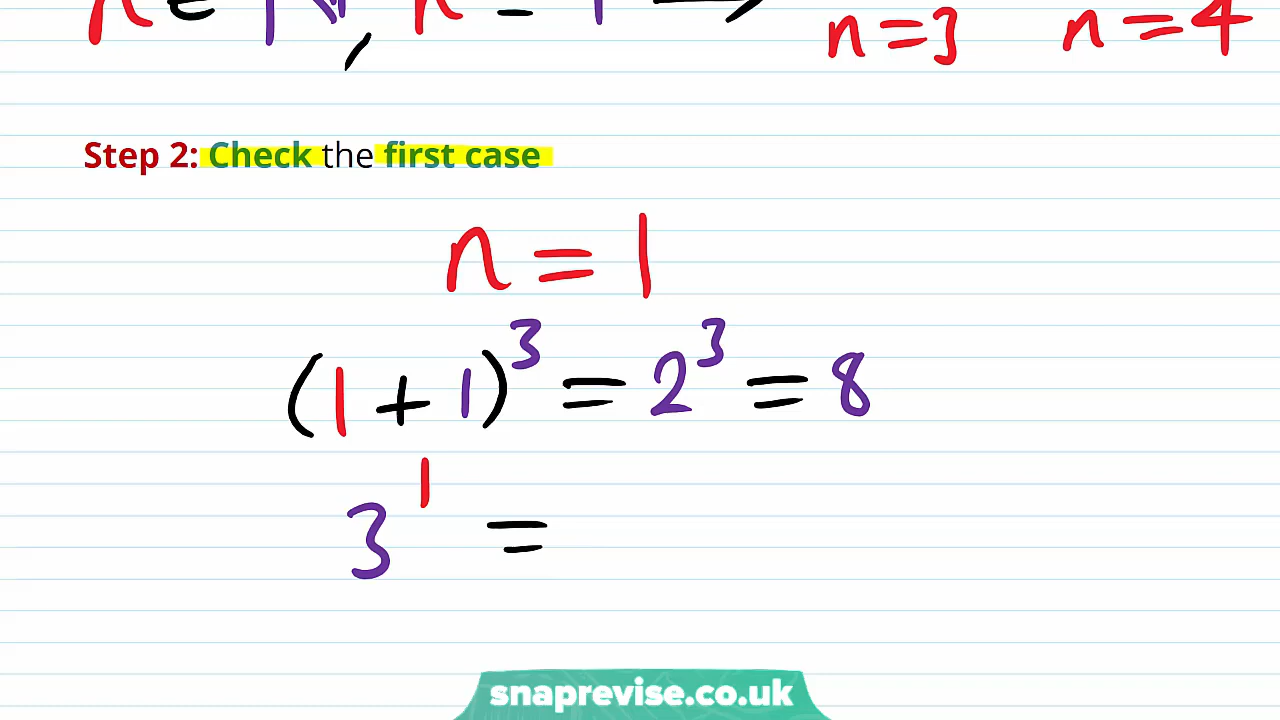 n = 3 n = 4
Step 2: Check the first case
n = 1
(1 + 1)³ = 2³ = 8
3¹ =
snaprevise.co.uk